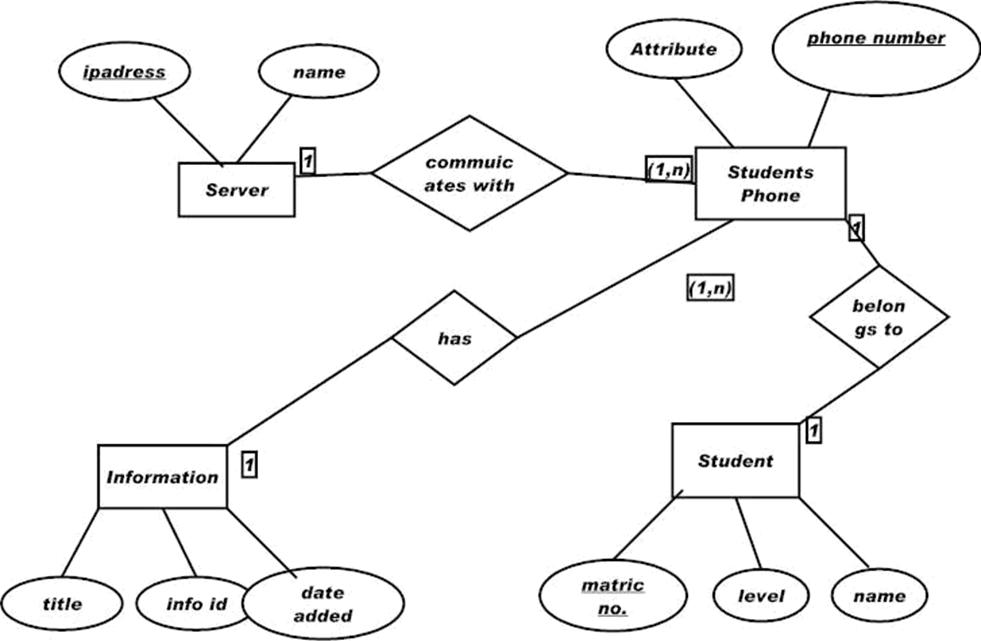 ipadress
name
Attribute
phone number
Server
1
commuic
ates with
(1,n)
Students
Phone
1
(1,n)
belon
gs to
has
1
Information
1
Student
title
info id
date
added
matric
no.
level
name